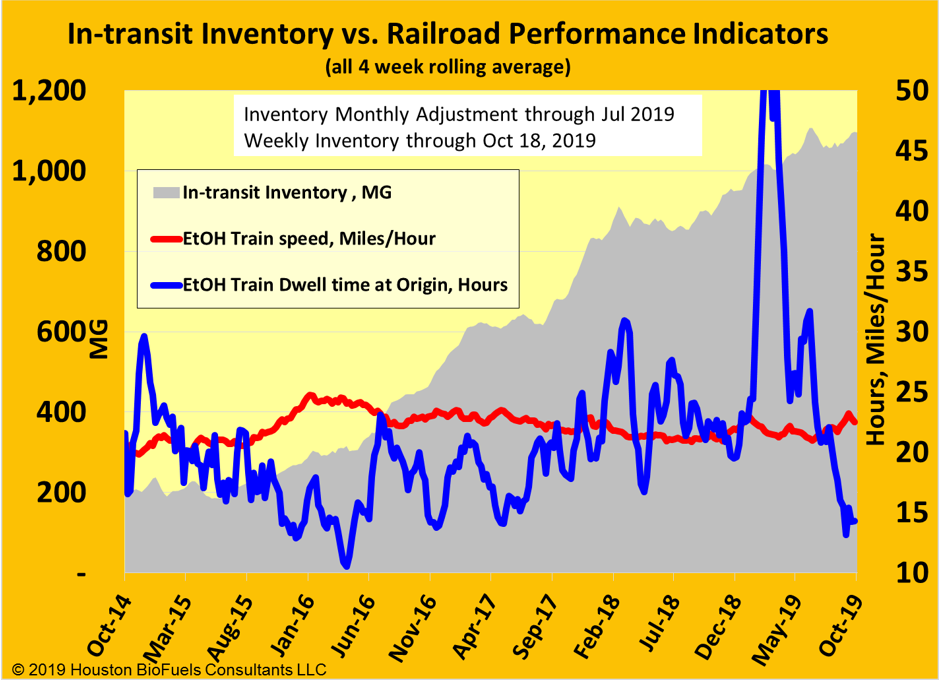 In-transit Inventory vs. Railroad Performance Indicators
(all 4 week rolling average)
Inventory Monthly Adjustment through Jul 2019
Weekly Inventory through Oct 18, 2019
In-transit Inventory , MG
EtOH Train speed, Miles/Hour
EtOH Train Dwell time at Origin, Hours
1,200
1,000
800
600
400
200
-
MG
50
45
40
35
30
25
20
15
10
Hours, Miles/Hour
Oct-14
Mar-15
Aug-15
Jan-16
Jun-16
Nov-16
Apr-17
Sep-17
Feb-18
Jul-18
Dec-18
May-19
Oct-19
© 2019 Houston BioFuels Consultants LLC